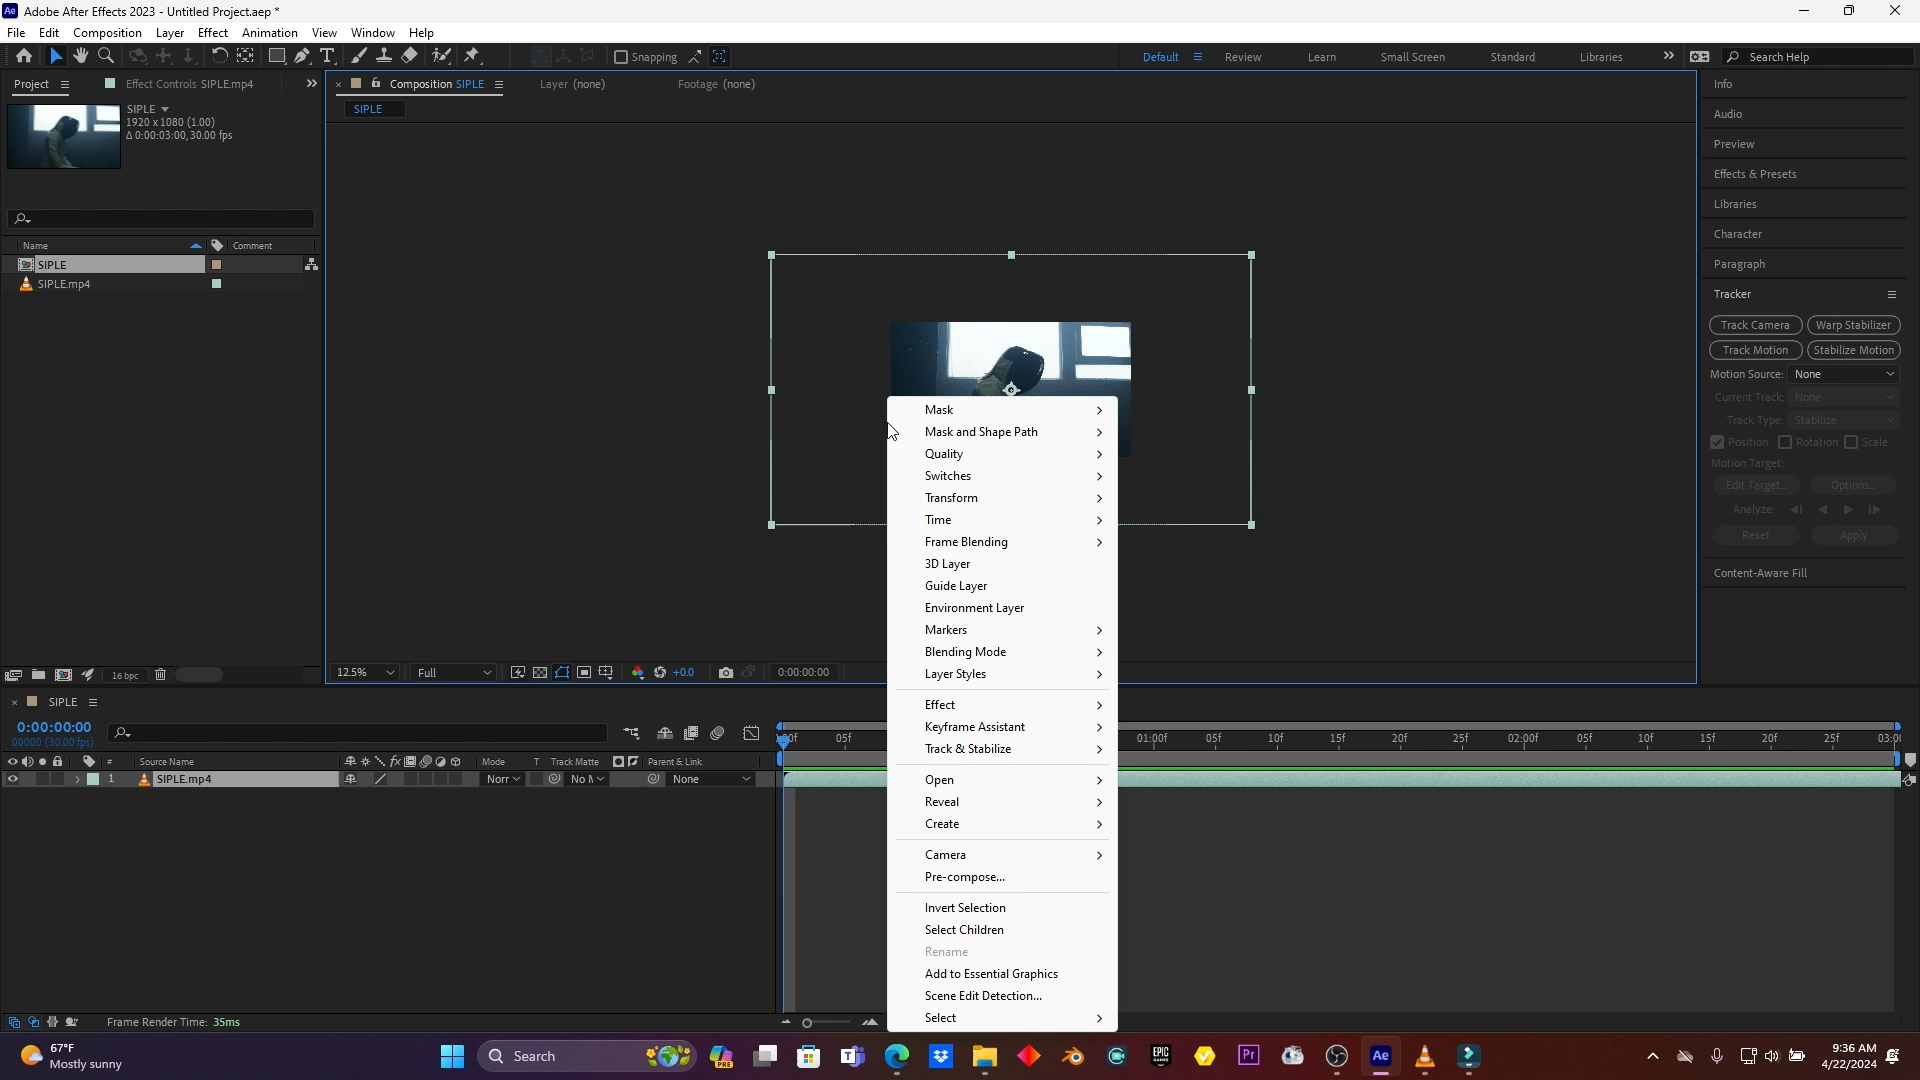 Ae Adobe After Effects 2023 - Untitled Project.aep *
File Edit Composition Layer Effect Animation View Window Help
Snapping
Default Review Learn Small Screen Standard Libraries Search Help
Project Effect Controls SIPLE.mp4
Composition SIPLE Layer (none) Footage (none)
SIPLE
SIPLE
1920 x 1080 (1.00)
Δ 0:00:03:00, 30.00 fps
Name Comment
SIPLE
SIPLE.mp4
16 bpc
Info
Audio
Preview
Effects & Presets
Libraries
Character
Paragraph
Tracker
Track Camera Warp Stabilizer
Track Motion Stabilize Motion
Motion Source: None
Current Track: None
Track Type: Stabilize
Position Rotation Scale
Motion Target:
Edit Target... Options...
Analyze:
Reset Apply
Content-Aware Fill
Mask
Mask and Shape Path
Quality
Switches
Transform
Time
Frame Blending
3D Layer
Guide Layer
Environment Layer
Markers
Blending Mode
Layer Styles
Effect
Keyframe Assistant
Track & Stabilize
Open
Reveal
Create
Camera
Pre-compose...
Invert Selection
Select Children
Rename
Add to Essential Graphics
Scene Edit Detection...
Select
12.5% Full +0.0 0:00:00:00
SIPLE
0:00:00:00
00000 (30.00 fps)
05f 01:00f 05f 10f 15f 20f 25f 02:00f 05f 10f 15f 20f 25f
# Source Name Mode T Track Matte Parent & Link
1 SIPLE.mp4 None
Frame Render Time: 35ms
67°F
Mostly sunny
Search
PRE
EPIC GAMES
Pr
Ae
9:36 AM
4/22/2024